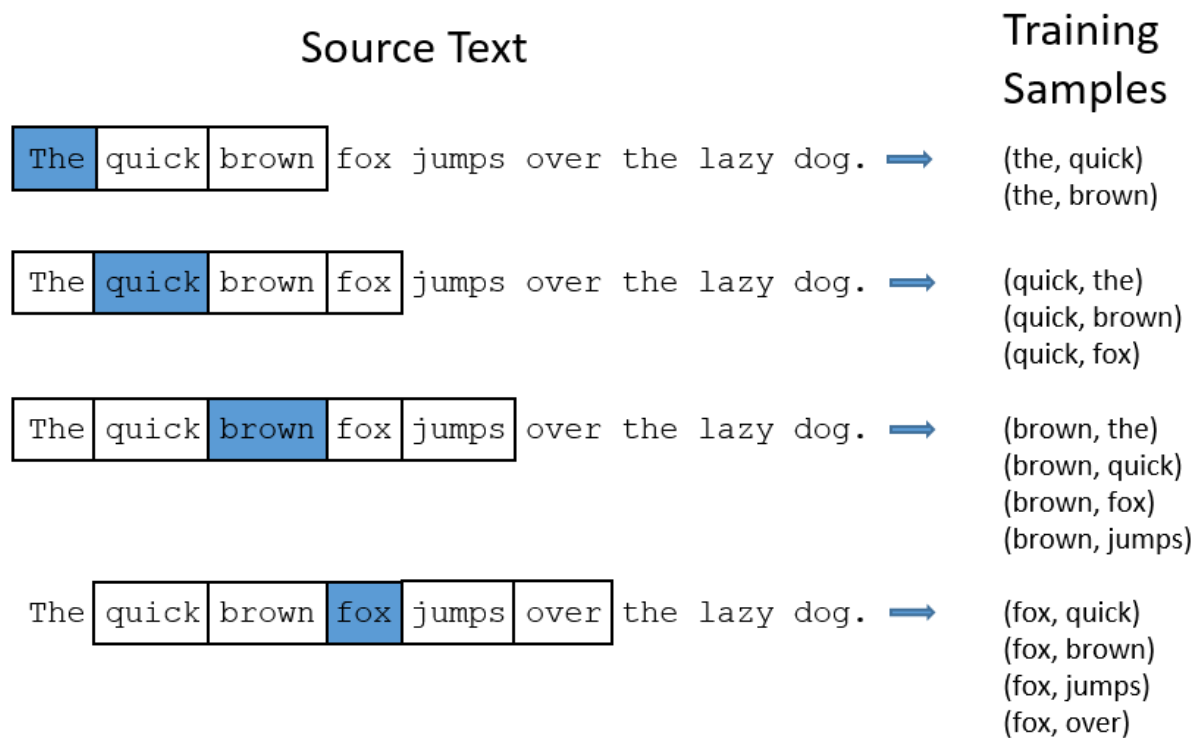 Source Text
Training
Samples
The quick brown fox jumps over the lazy dog.
(the, quick)
(the, brown)
The quick brown fox jumps over the lazy dog.
(quick, the)
(quick, brown)
(quick, fox)
The quick brown fox jumps over the lazy dog.
(brown, the)
(brown, quick)
(brown, fox)
(brown, jumps)
The quick brown fox jumps over the lazy dog.
(fox, quick)
(fox, brown)
(fox, jumps)
(fox, over)